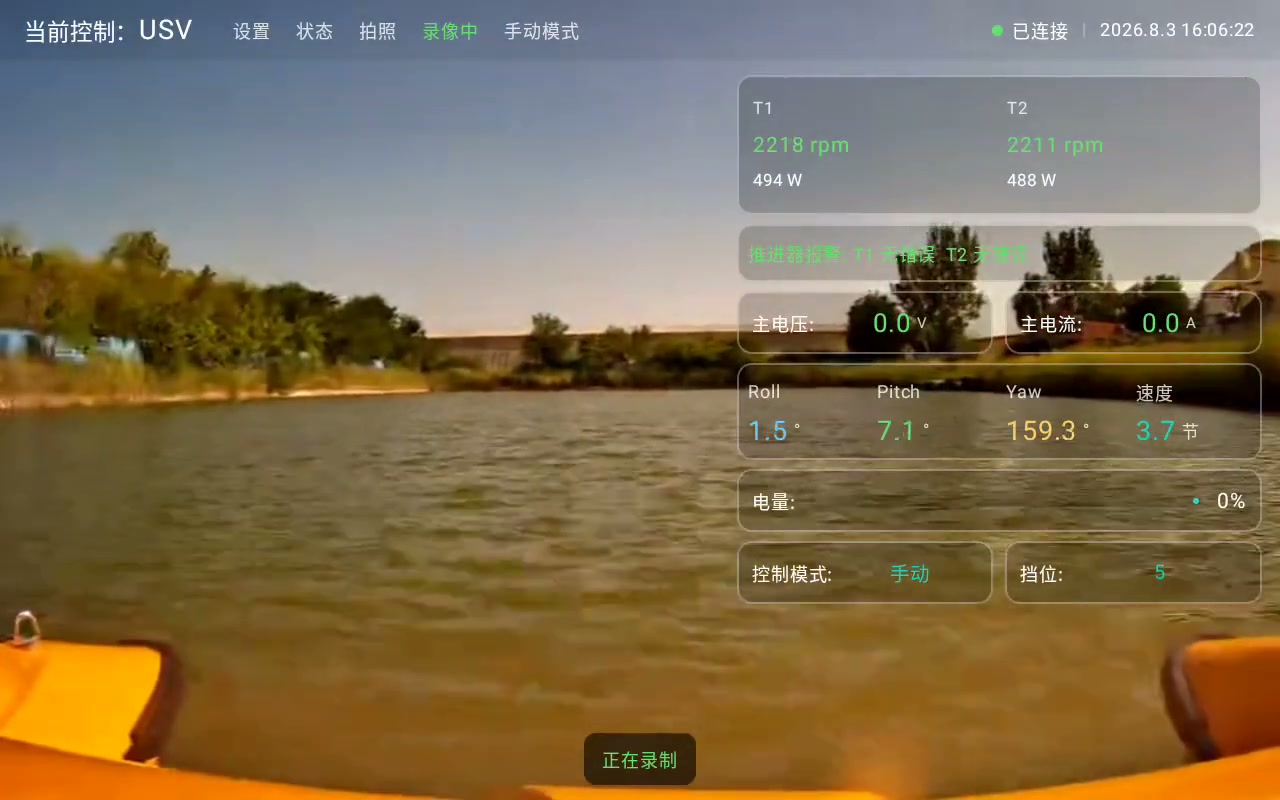 当前控制：USV 设置 状态 拍照 录像中 手动模式 已连接 | 2026.8.3 16:06:22
T1 T2
2218 rpm 2211 rpm
494 W 488 W
推进器报警: T1 无错误 T2 无错误
主电压: 0.0 V 主电流: 0.0 A
Roll Pitch Yaw 速度
1.5 ° 7.1 ° 159.3 ° 3.7 节
电量: 0%
控制模式: 手动 挡位: 5
正在录制